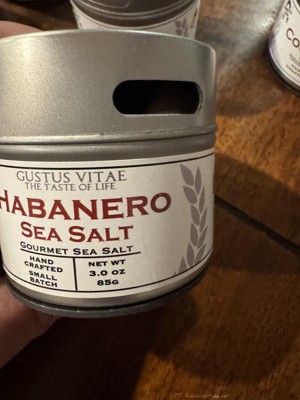 GUSTUS VITAE
THE TASTE OF LIFE
HABANERO
SEA SALT
GOURMET SEA SALT
HAND
CRAFTED
SMALL
BATCH
NET WT
3.0 OZ
85G
CO